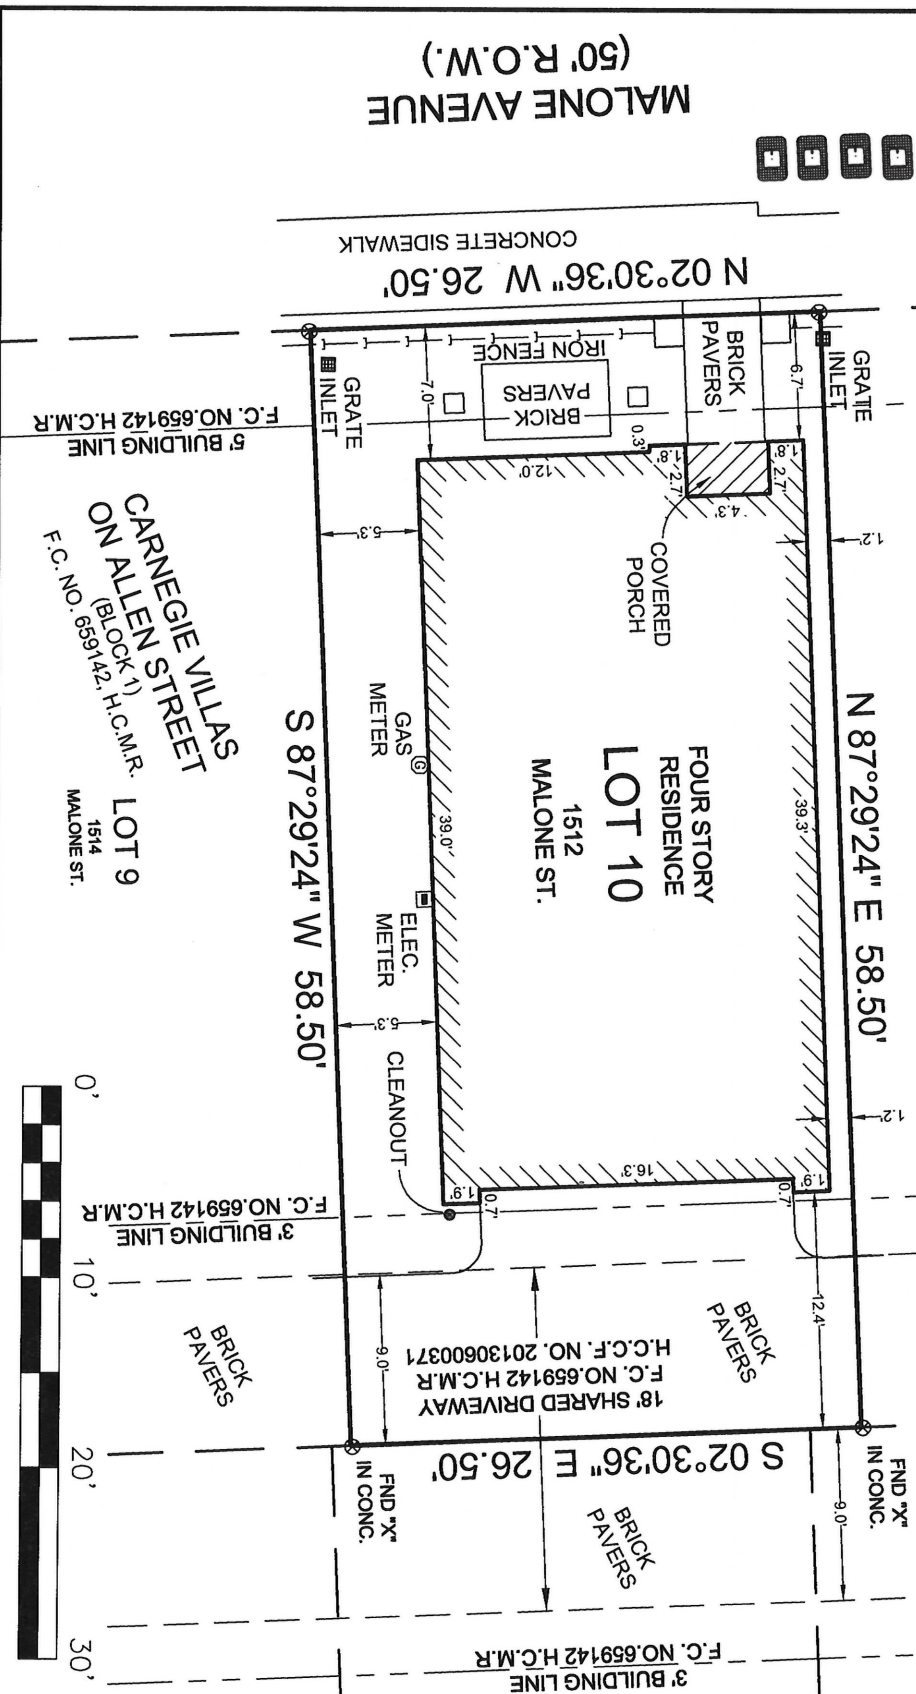 MALONE AVENUE
(50' R.O.W.)
CONCRETE SIDEWALK
N 02°30'36" W 26.50'
IRON FENCE
BRICK
PAVERS
BRICK
PAVERS
GRATE
INLET
GRATE
INLET
7.0'
6.7'
5' BUILDING LINE
F.C. NO.659142 H.C.M.R
12.0'
0.3'
1.8'
2.7'
4.3'
2.7'
1.8'
COVERED
PORCH
5.3'
1.2'
CARNEGIE VILLAS
ON ALLEN STREET
(BLOCK 1)
F.C. NO. 659142, H.C.M.R.
LOT 9
1514
MALONE ST.
FOUR STORY
RESIDENCE
LOT 10
1512
MALONE ST.
N 87°29'24" E 58.50'
39.3'
S 87°29'24" W 58.50'
39.0'
GAS
METER
G
ELEC.
METER
5.3'
1.2'
CLEANOUT
16.3'
1.9'
0.7'
0.7'
1.9'
3' BUILDING LINE
F.C. NO.659142 H.C.M.R
12.4'
9.0'
BRICK
PAVERS
BRICK
PAVERS
18' SHARED DRIVEWAY
F.C. NO.659142 H.C.M.R
H.C.C.F. NO. 20130600371
S 02°30'36" E 26.50'
FND "X"
IN CONC.
FND "X"
IN CONC.
9.0'
BRICK
PAVERS
3' BUILDING LINE
F.C. NO.659142 H.C.M.R
0'
10'
20'
30'